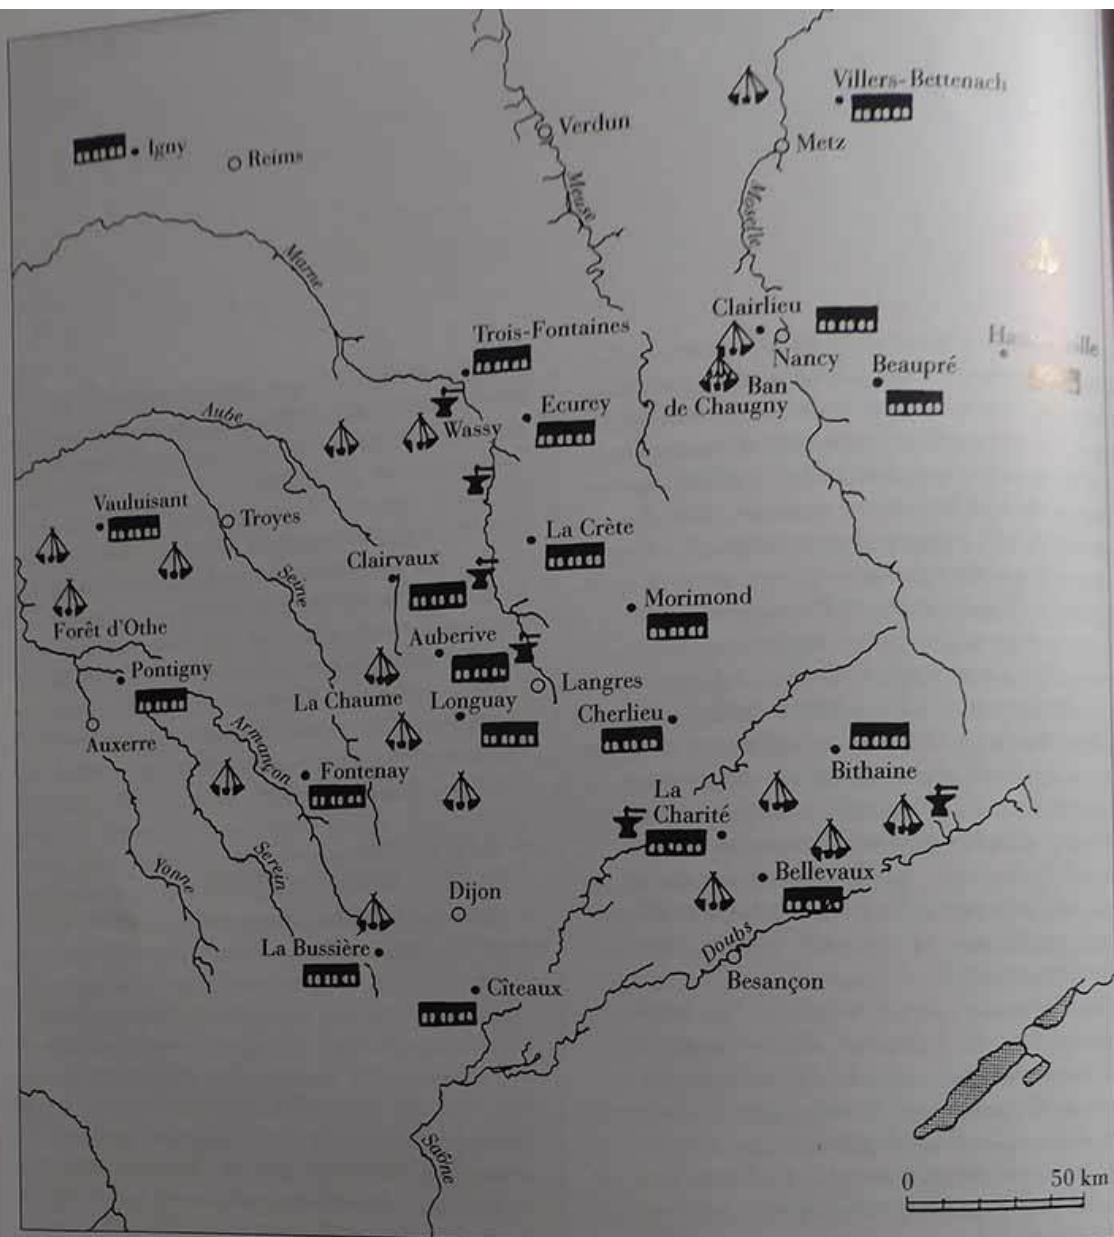 Villers-Bettenach
Verdun
Igny
Reims
Metz
Meuse
Moselle
Marne
Clairlieu
Trois-Fontaines
Nancy
Beaupré
Ban
de Chaugny
Ecurey
Aube
Wassy
Vauluisant
Troyes
La Crète
Clairvaux
Seine
Morimond
Forêt d'Othe
Auberive
Pontigny
Langres
La Chaume
Longuay
Cherlieu
Auxerre
Armançon
Fontenay
Bithaine
La
Charité
Serein
Yonne
Bellevaux
Dijon
Doubs
La Bussière
Besançon
Cîteaux
Saône
0
50 km